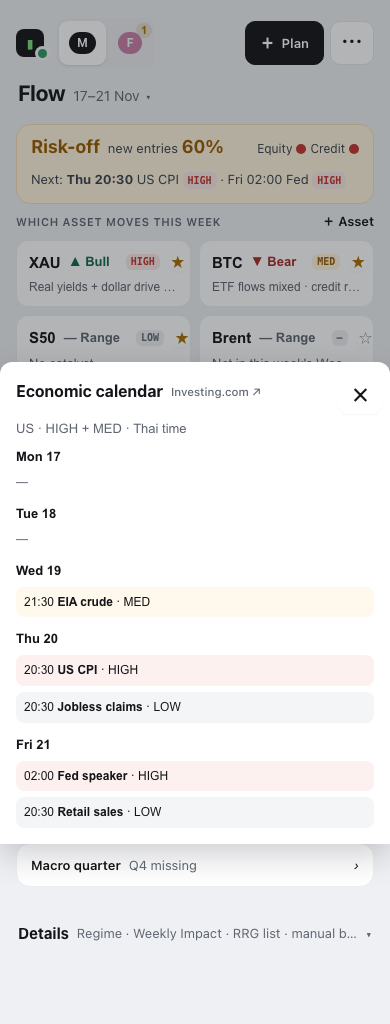 M F 1 + Plan ···
Flow 17–21 Nov
Risk-off new entries 60% Equity Credit
Next: Thu 20:30 US CPI HIGH · Fri 02:00 Fed HIGH
WHICH ASSET MOVES THIS WEEK + Asset
XAU ▲ Bull HIGH ★
Real yields + dollar drive …
BTC ▼ Bear MED ★
ETF flows mixed · credit r…
S50 — Range LOW ★
Brent — Range — ☆
Economic calendar Investing.com ↗ ✕
US · HIGH + MED · Thai time
Mon 17
—
Tue 18
—
Wed 19
21:30 EIA crude · MED
Thu 20
20:30 US CPI · HIGH
20:30 Jobless claims · LOW
Fri 21
02:00 Fed speaker · HIGH
20:30 Retail sales · LOW
Macro quarter Q4 missing ›
Details Regime · Weekly Impact · RRG list · manual b…